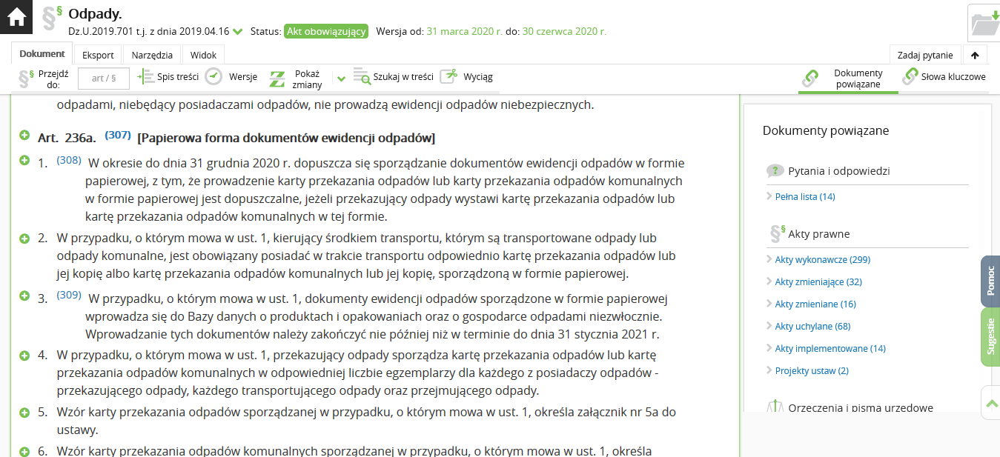 §§ Odpady.
Dz.U.2019.701 t.j. z dnia 2019.04.16 Status: Akt obowiązujący Wersja od: 31 marca 2020 r. do: 30 czerwca 2020 r.
Dokument Eksport Narzędzia Widok Zadaj pytanie
§§ Przejdź do: art / § Spis treści Wersje Pokaż zmiany Szukaj w treści Wyciąg Dokumenty powiązane Słowa kluczowe
odpadami, niebędący posiadaczami odpadów, nie prowadzą ewidencji odpadów niebezpiecznych.
Art. 236a. (307) [Papierowa forma dokumentów ewidencji odpadów]
1. (308) W okresie do dnia 31 grudnia 2020 r. dopuszcza się sporządzanie dokumentów ewidencji odpadów w formie
papierowej, z tym, że prowadzenie karty przekazania odpadów lub karty przekazania odpadów komunalnych
w formie papierowej jest dopuszczalne, jeżeli przekazujący odpady wystawi kartę przekazania odpadów lub
kartę przekazania odpadów komunalnych w tej formie.
2. W przypadku, o którym mowa w ust. 1, kierujący środkiem transportu, którym są transportowane odpady lub
odpady komunalne, jest obowiązany posiadać w trakcie transportu odpowiednio kartę przekazania odpadów lub
jej kopię albo kartę przekazania odpadów komunalnych lub jej kopię, sporządzoną w formie papierowej.
3. (309) W przypadku, o którym mowa w ust. 1, dokumenty ewidencji odpadów sporządzone w formie papierowej
wprowadza się do Bazy danych o produktach i opakowaniach oraz o gospodarce odpadami niezwłocznie.
Wprowadzanie tych dokumentów należy zakończyć nie później niż w terminie do dnia 31 stycznia 2021 r.
4. W przypadku, o którym mowa w ust. 1, przekazujący odpady sporządza kartę przekazania odpadów lub kartę
przekazania odpadów komunalnych w odpowiedniej liczbie egzemplarzy dla każdego z posiadaczy odpadów -
przekazującego odpady, każdego transportującego odpady oraz przejmującego odpady.
5. Wzór karty przekazania odpadów sporządzanej w przypadku, o którym mowa w ust. 1, określa załącznik nr 5a do
ustawy.
6. Wzór karty przekazania odpadów komunalnych sporządzanej w przypadku, o którym mowa w ust. 1, określa
Dokumenty powiązane
? Pytania i odpowiedzi
Pełna lista (14)
§§ Akty prawne
Akty wykonawcze (299)
Akty zmieniające (32)
Akty zmieniane (16)
Akty uchylane (68)
Akty implementowane (14)
Projekty ustaw (2)
Orzeczenia i pisma urzędowe
Pomoc
Sugestie